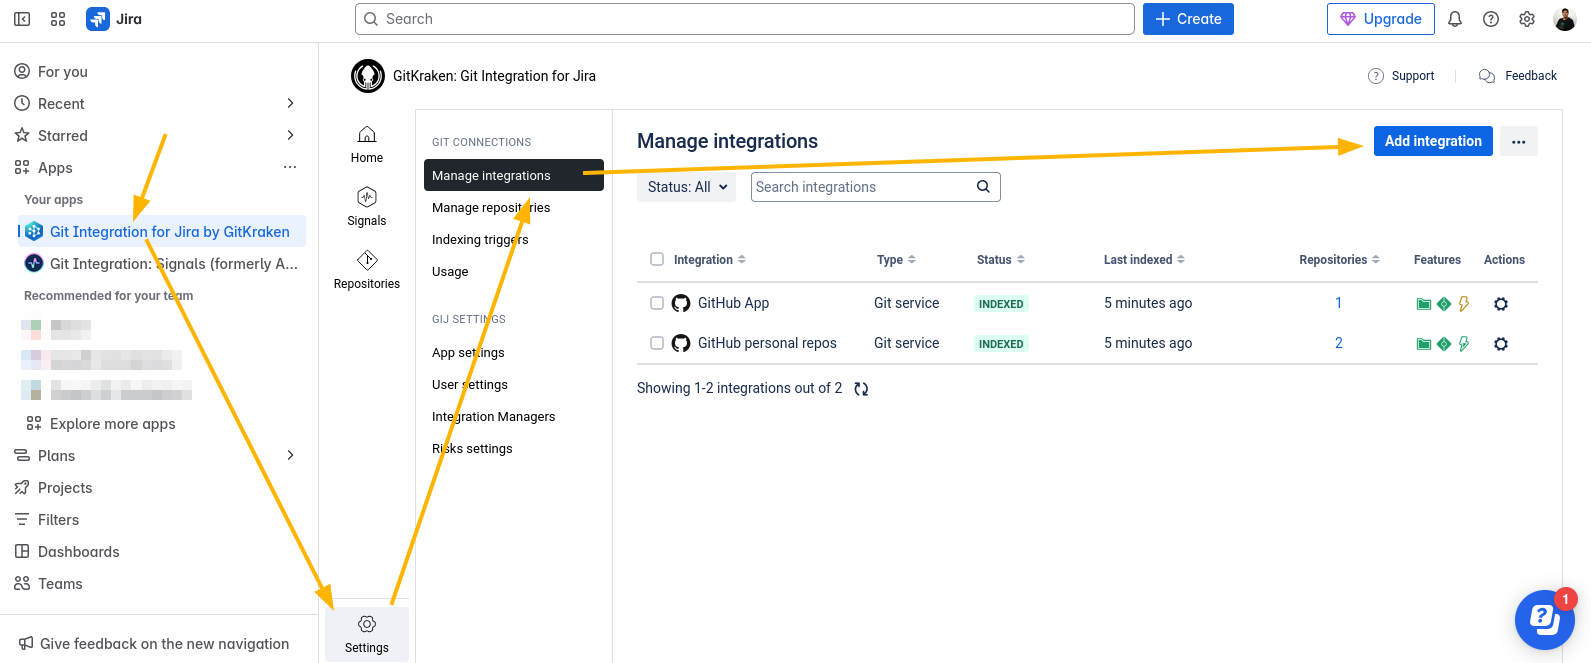 Jira
Search
Create
Upgrade
For you
Recent
Starred
Apps
Your apps
Git Integration for Jira by GitKraken
Git Integration: Signals (formerly A...
Recommended for your team
Explore more apps
Plans
Projects
Filters
Dashboards
Teams
Give feedback on the new navigation
GitKraken: Git Integration for Jira
Support
Feedback
Home
Signals
Repositories
Settings
GIT CONNECTIONS
Manage integrations
Manage repositories
Indexing triggers
Usage
GIJ SETTINGS
App settings
User settings
Integration Managers
Risks settings
Manage integrations
Add integration
Status: All
Search integrations
Integration Type Status Last indexed Repositories Features Actions
GitHub App Git service INDEXED 5 minutes ago 1
GitHub personal repos Git service INDEXED 5 minutes ago 2
Showing 1-2 integrations out of 2
1